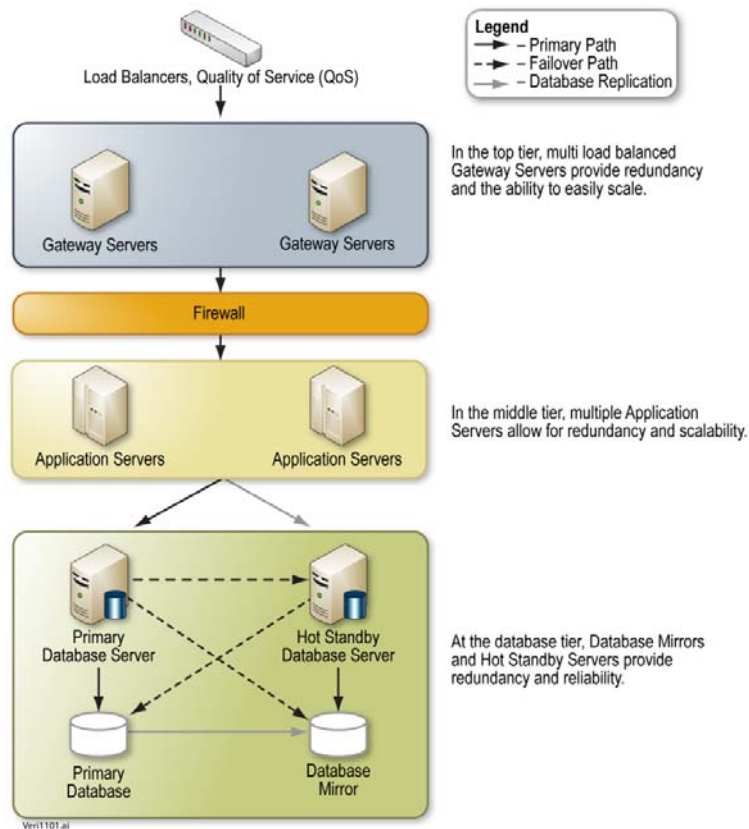 Load Balancers, Quality of Service (QoS)
Legend
– Primary Path
– Failover Path
– Database Replication
Gateway Servers
Gateway Servers
In the top tier, multi load balanced
Gateway Servers provide redundancy
and the ability to easily scale.
Firewall
Application Servers
Application Servers
In the middle tier, multiple Application
Servers allow for redundancy and scalability.
Primary
Database Server
Hot Standby
Database Server
At the database tier, Database Mirrors
and Hot Standby Servers provide
redundancy and reliability.
Primary
Database
Database
Mirror
Veri1101.ai